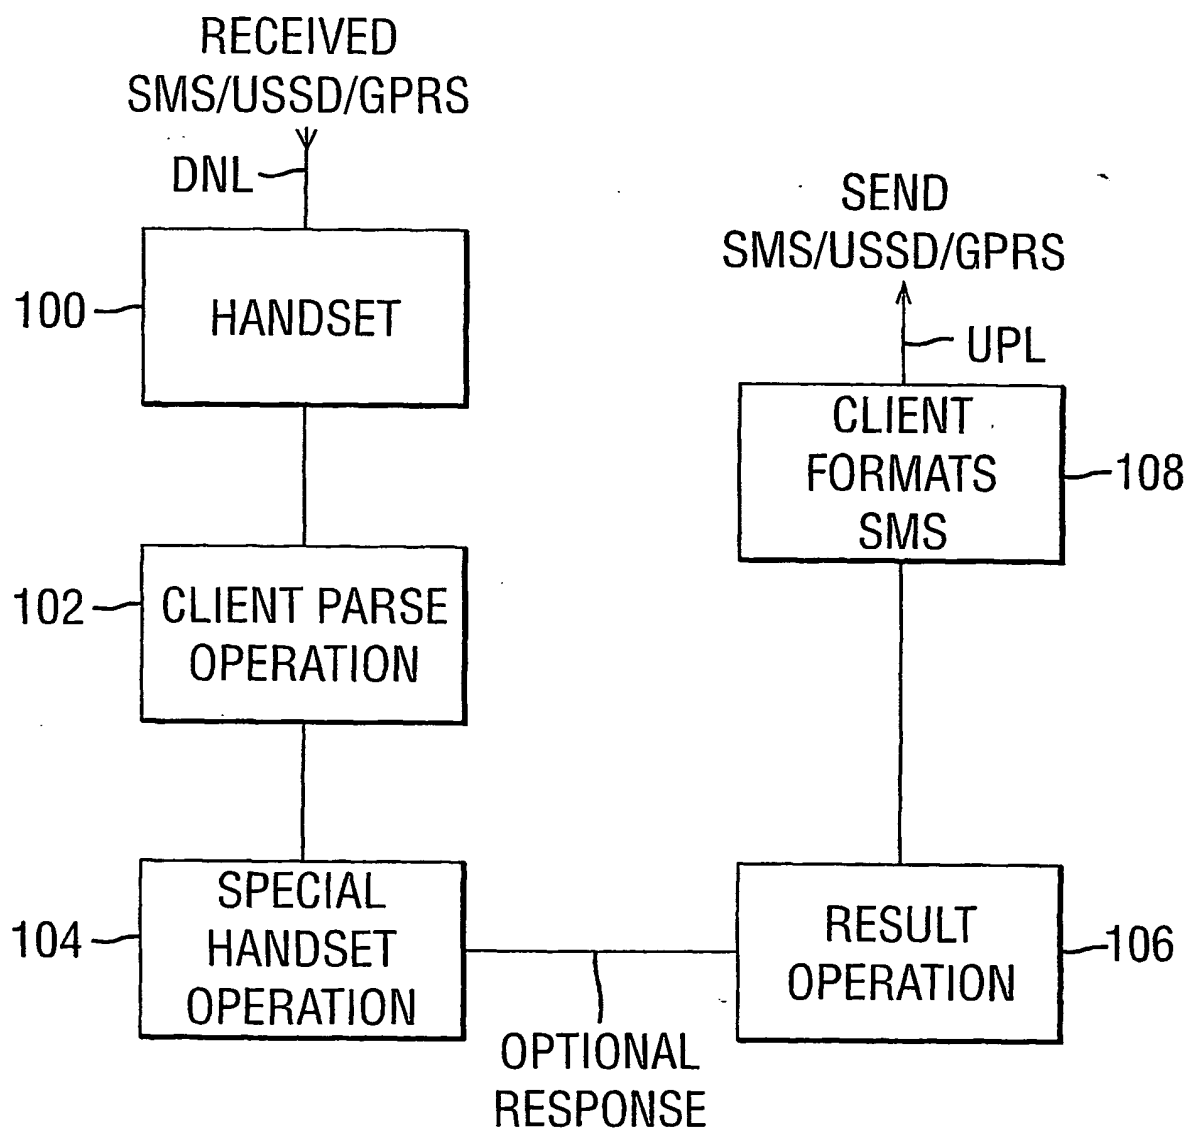 RECEIVED
SMS/USSD/GPRS
DNL
100
HANDSET
102
CLIENT PARSE
OPERATION
104
SPECIAL
HANDSET
OPERATION
OPTIONAL
RESPONSE
RESULT
OPERATION
106
CLIENT
FORMATS
SMS
108
UPL
SEND
SMS/USSD/GPRS